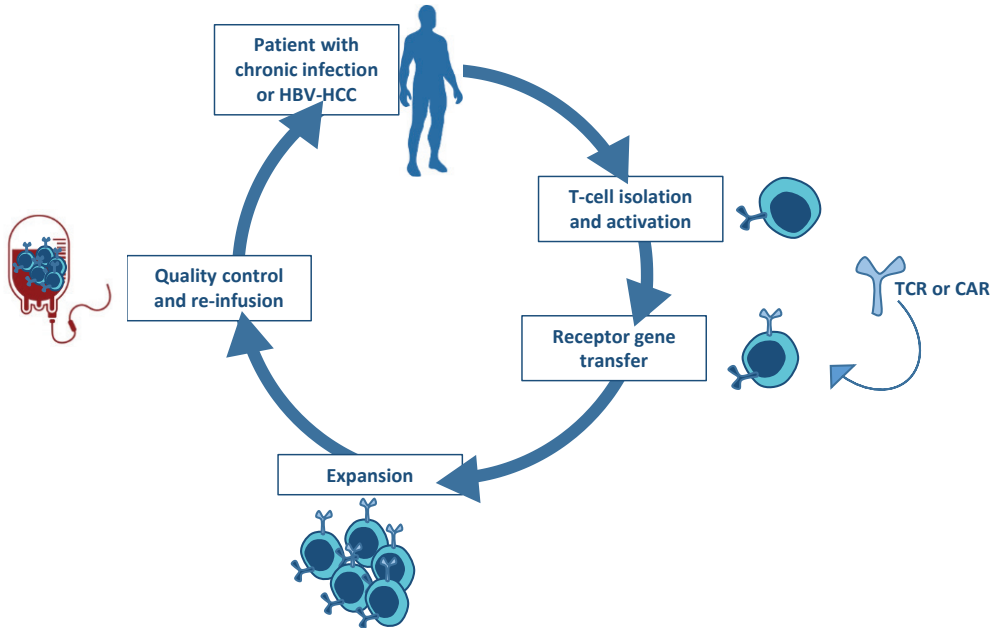 Patient with
chronic infection
or HBV-HCC
T-cell isolation
and activation
TCR or CAR
Receptor gene
transfer
Expansion
Quality control
and re-infusion